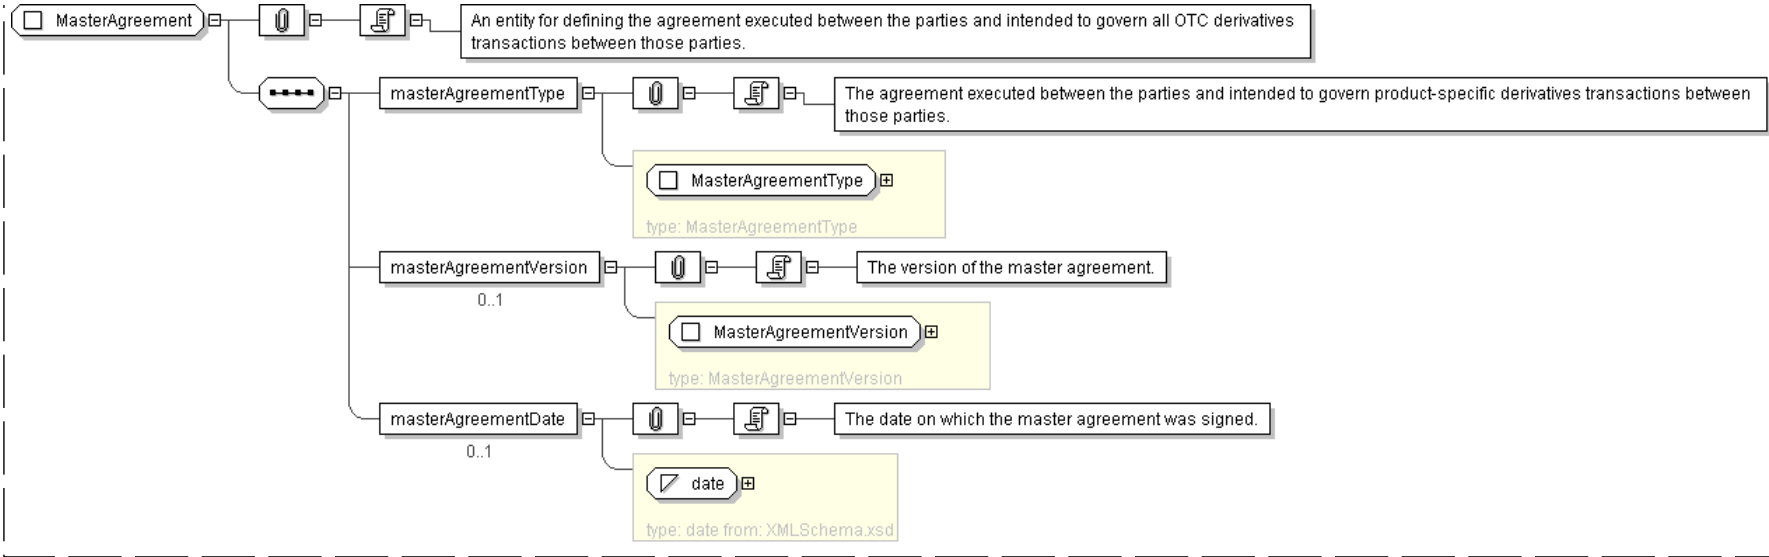 MasterAgreement
An entity for defining the agreement executed between the parties and intended to govern all OTC derivatives
transactions between those parties.
masterAgreementType
The agreement executed between the parties and intended to govern product-specific derivatives transactions between
those parties.
MasterAgreementType
type: MasterAgreementType
masterAgreementVersion
The version of the master agreement.
0..1
MasterAgreementVersion
type: MasterAgreementVersion
masterAgreementDate
The date on which the master agreement was signed.
0..1
date
type: date from: XMLSchema.xsd